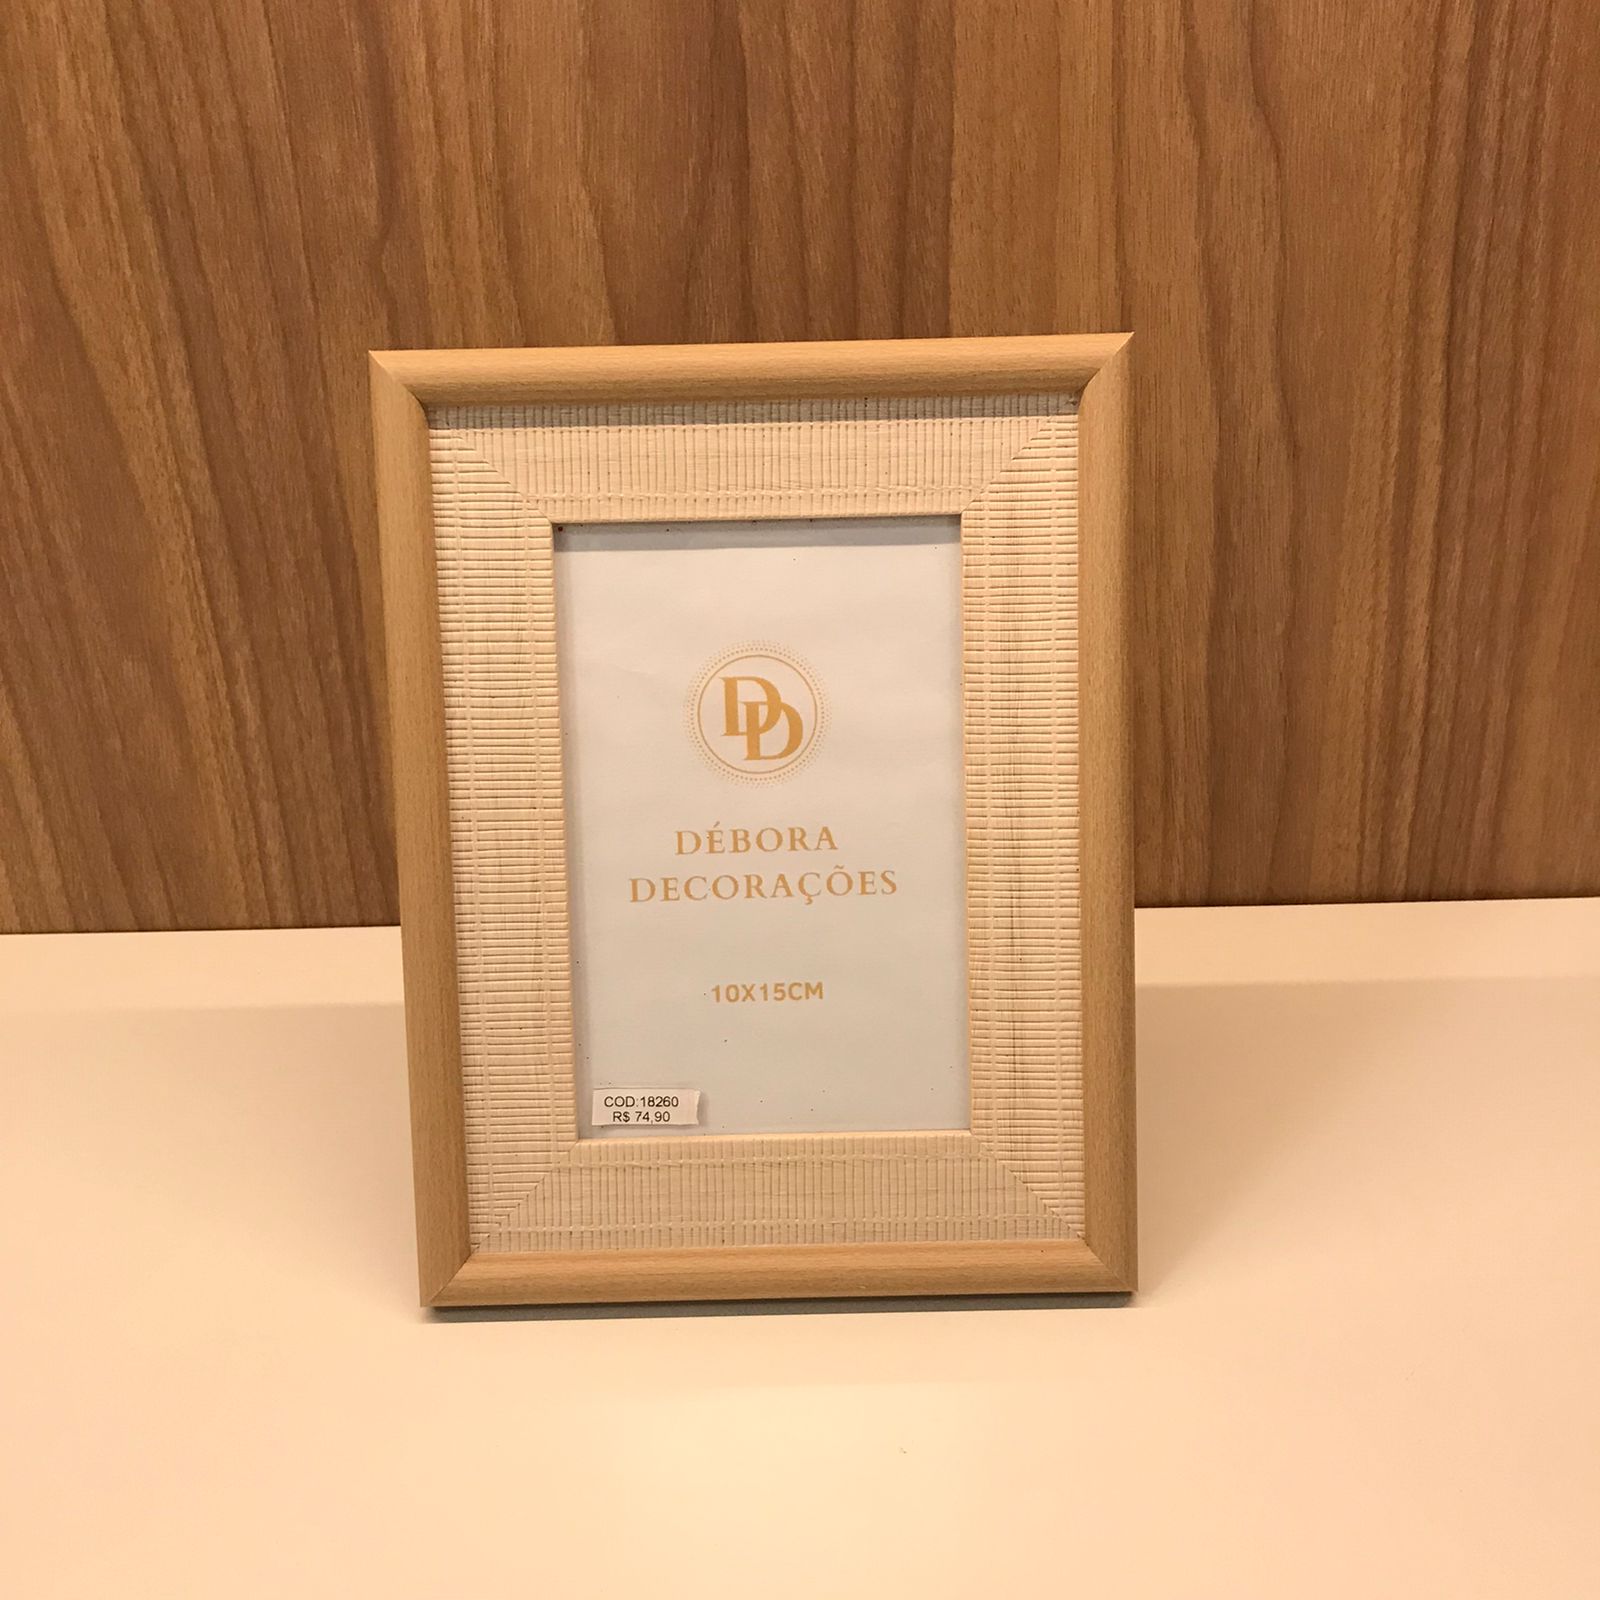 DD
DÉBORA
DECORAÇÕES
10X15CM
COD:18260
R$ 74,90